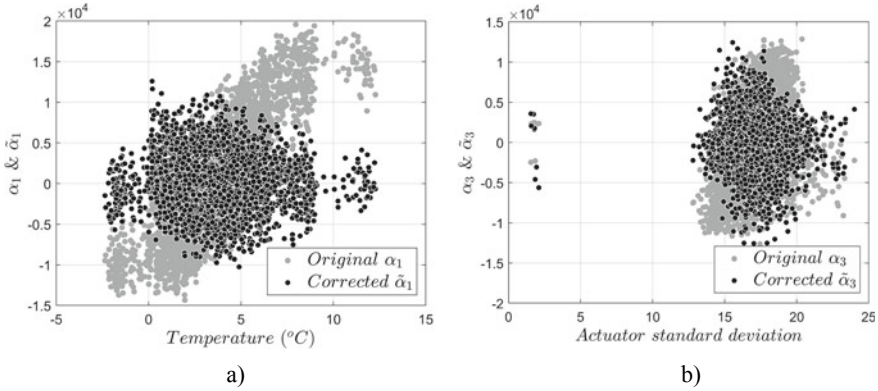 ×10⁴
2
1.5
1
0.5
0
-0.5
-1
-1.5
-5 0 5 10 15
α₁ & α̃₁
Temperature (°C)
Original α₁
Corrected α̃₁
a)
×10⁴
2
1.5
1
0.5
0
-0.5
-1
-1.5
-2
0 5 10 15 20 25
α₃ & α̃₃
Actuator standard deviation
Original α₃
Corrected α̃₃
b)